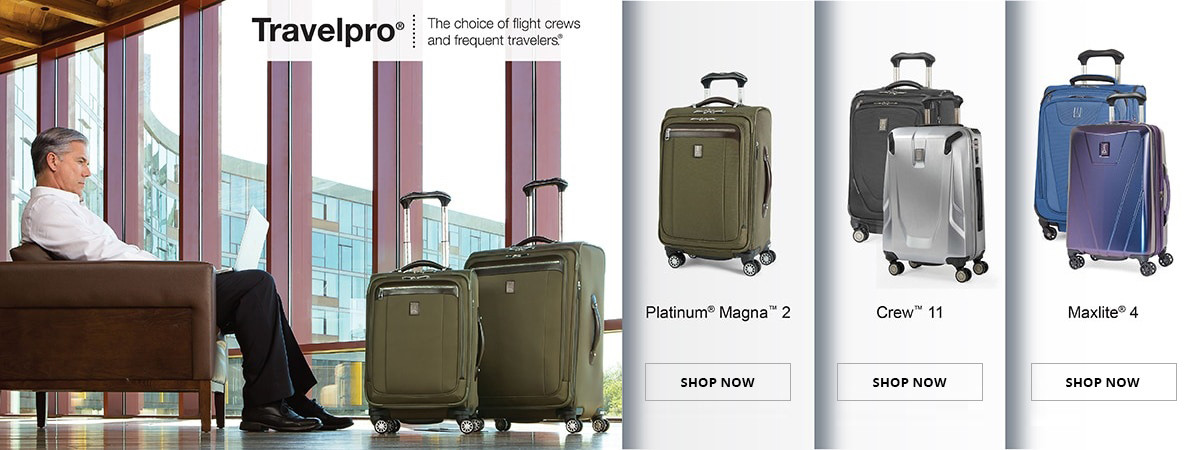 Travelpro®
The choice of flight crews
and frequent travelers.®
Platinum® Magna™ 2
SHOP NOW
Crew™ 11
SHOP NOW
Maxlite® 4
SHOP NOW